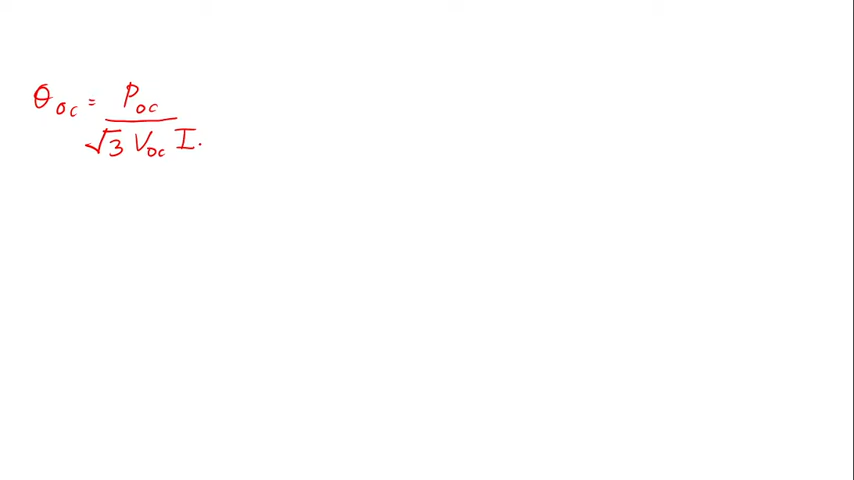 θoc = Poc / √3 Voc I.